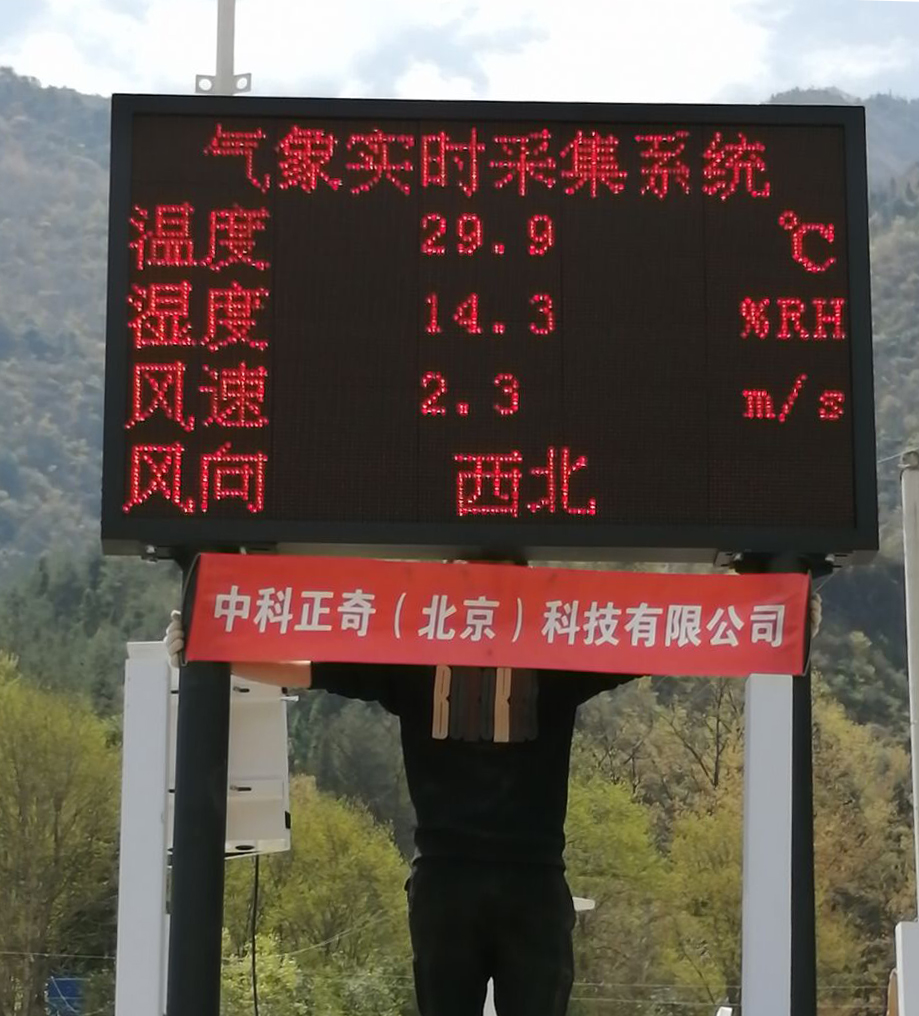 气象实时采集系统
温度 29.9 ℃
湿度 14.3 %RH
风速 2.3 m/s
风向 西北
中科正奇（北京）科技有限公司